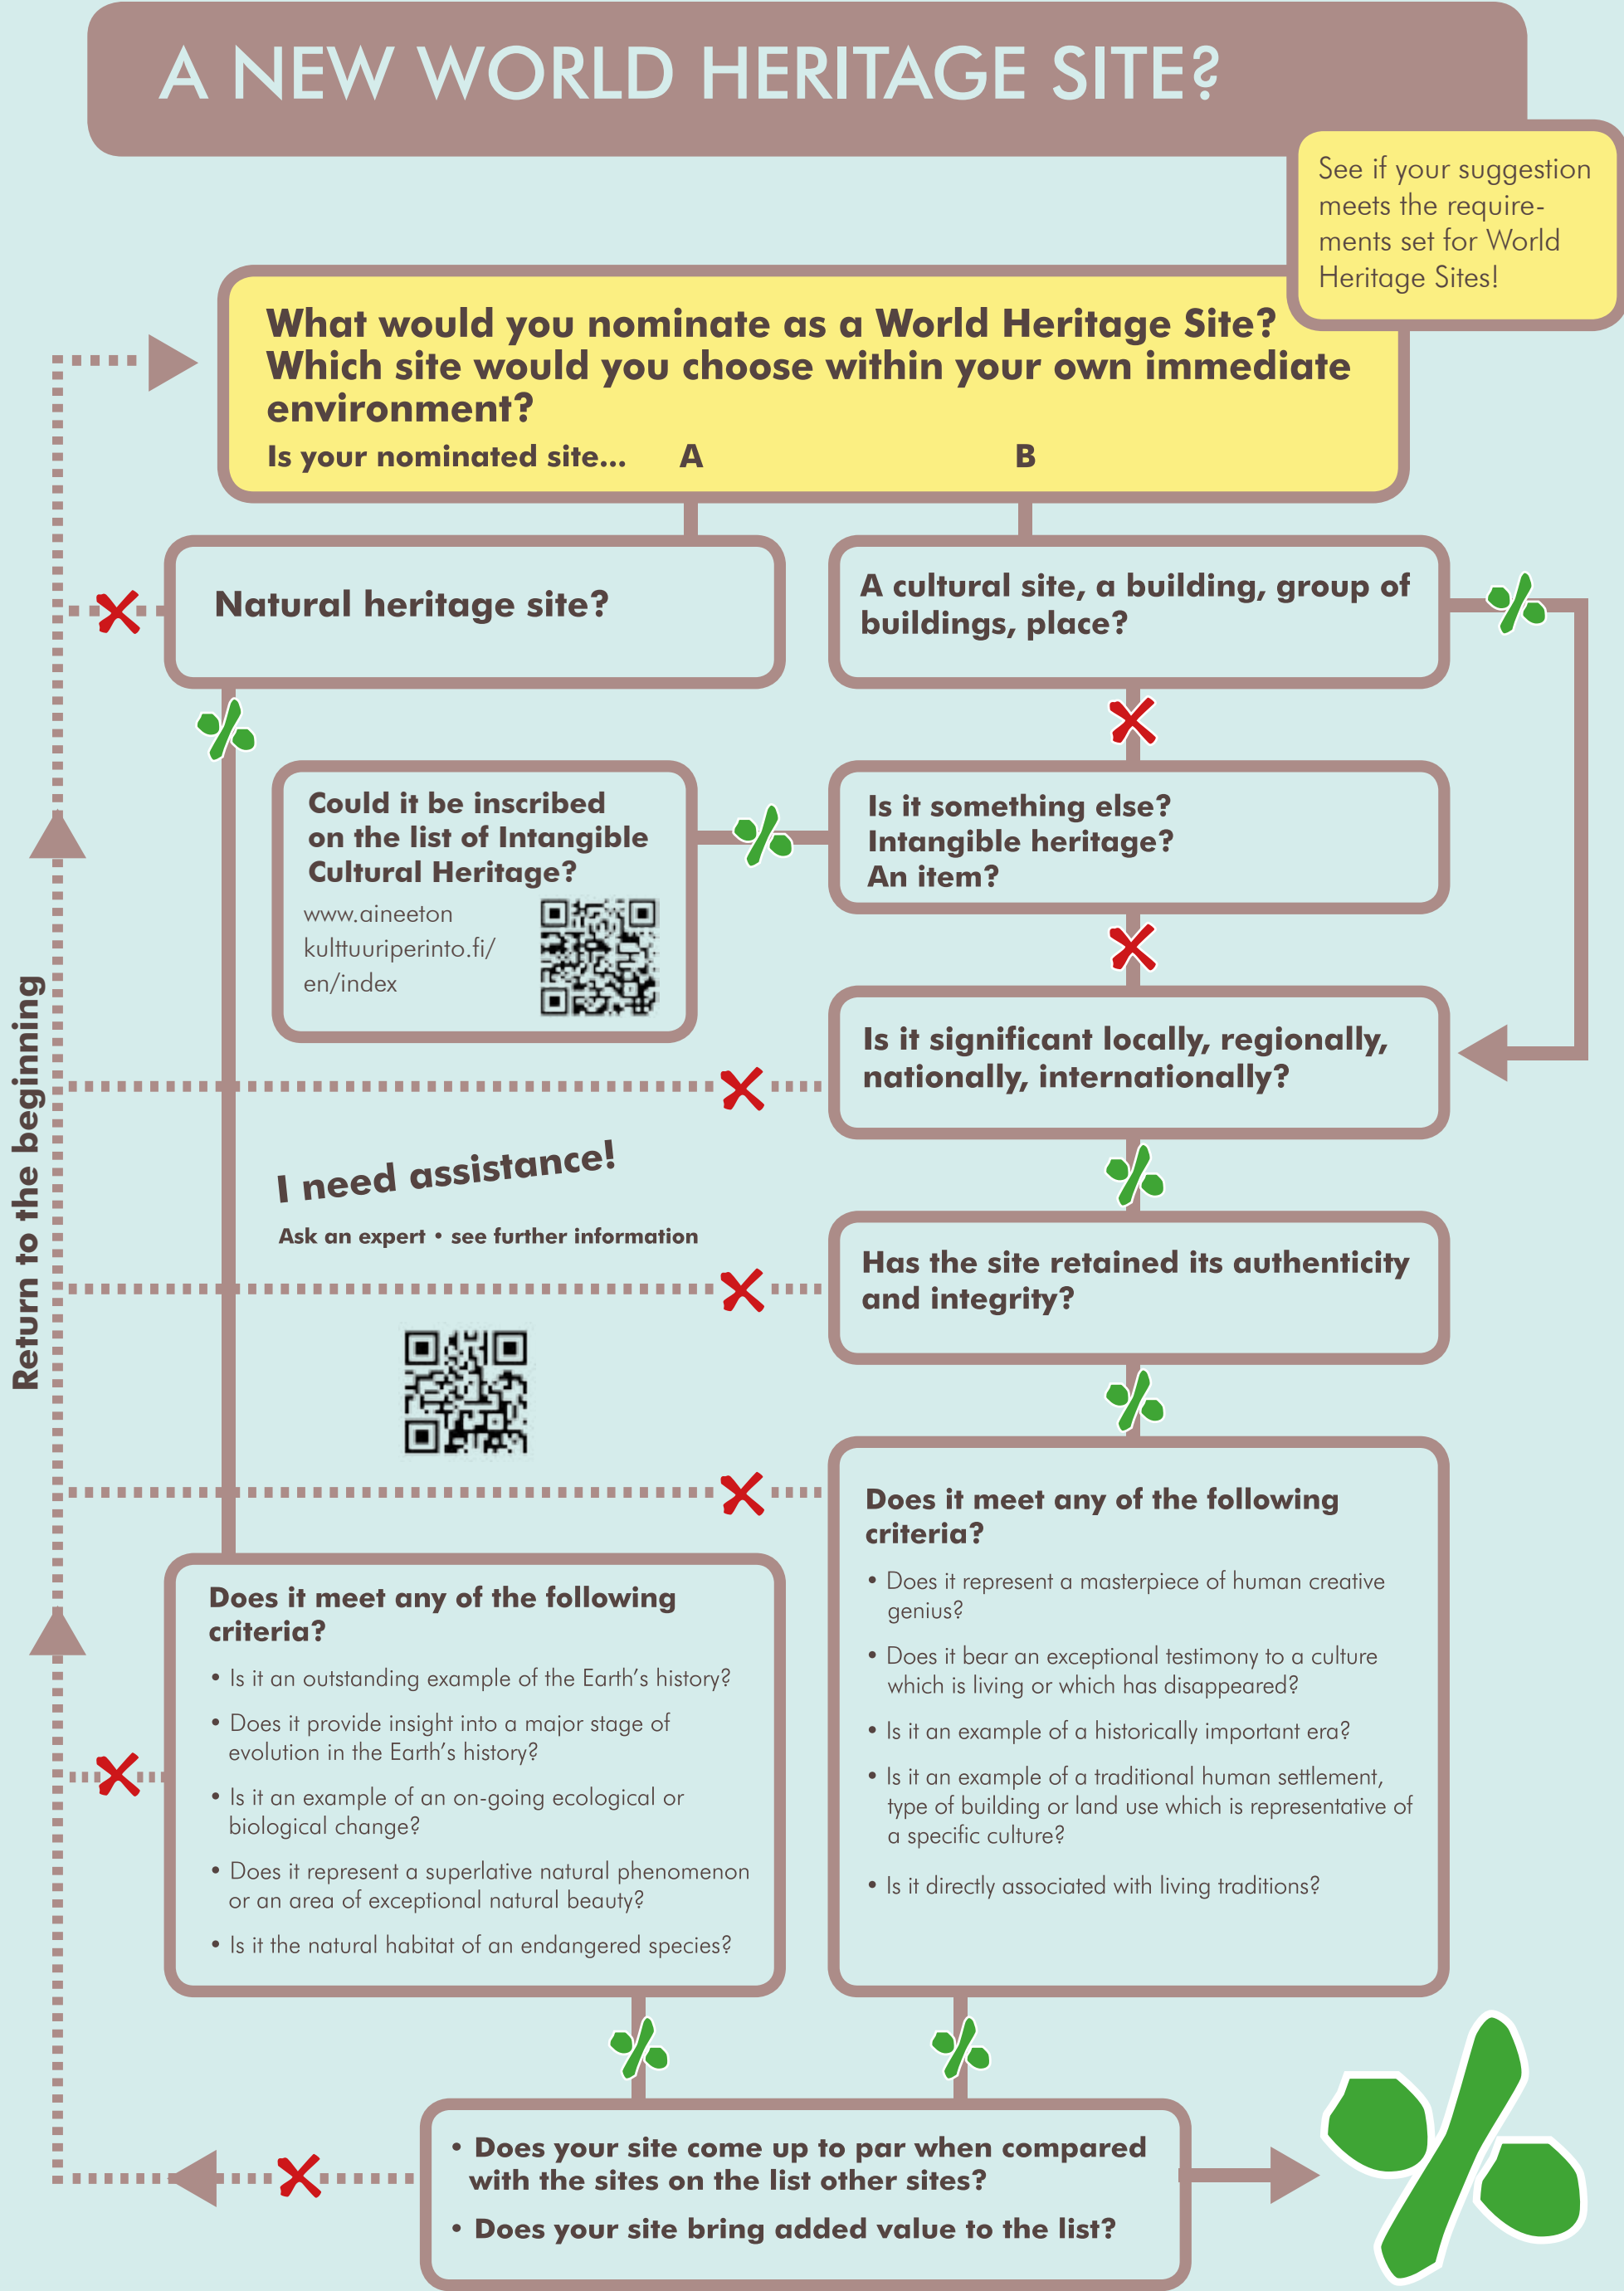 A NEW WORLD HERITAGE SITE?
See if your suggestion
meets the require-
ments set for World
Heritage Sites!
What would you nominate as a World Heritage Site?
Which site would you choose within your own immediate
environment?
Is your nominated site... A B
Natural heritage site?
A cultural site, a building, group of
buildings, place?
Could it be inscribed
on the list of Intangible
Cultural Heritage?
www.aineeton
kulttuuriperinto.fi/
en/index
Is it something else?
Intangible heritage?
An item?
Is it significant locally, regionally,
nationally, internationally?
Return to the beginning
I need assistance!
Ask an expert • see further information
Has the site retained its authenticity
and integrity?
Does it meet any of the following
criteria?
• Is it an outstanding example of the Earth's history?
• Does it provide insight into a major stage of
evolution in the Earth's history?
• Is it an example of an on-going ecological or
biological change?
• Does it represent a superlative natural phenomenon
or an area of exceptional natural beauty?
• Is it the natural habitat of an endangered species?
Does it meet any of the following
criteria?
• Does it represent a masterpiece of human creative
genius?
• Does it bear an exceptional testimony to a culture
which is living or which has disappeared?
• Is it an example of a historically important era?
• Is it an example of a traditional human settlement,
type of building or land use which is representative of
a specific culture?
• Is it directly associated with living traditions?
• Does your site come up to par when compared
with the sites on the list other sites?
• Does your site bring added value to the list?